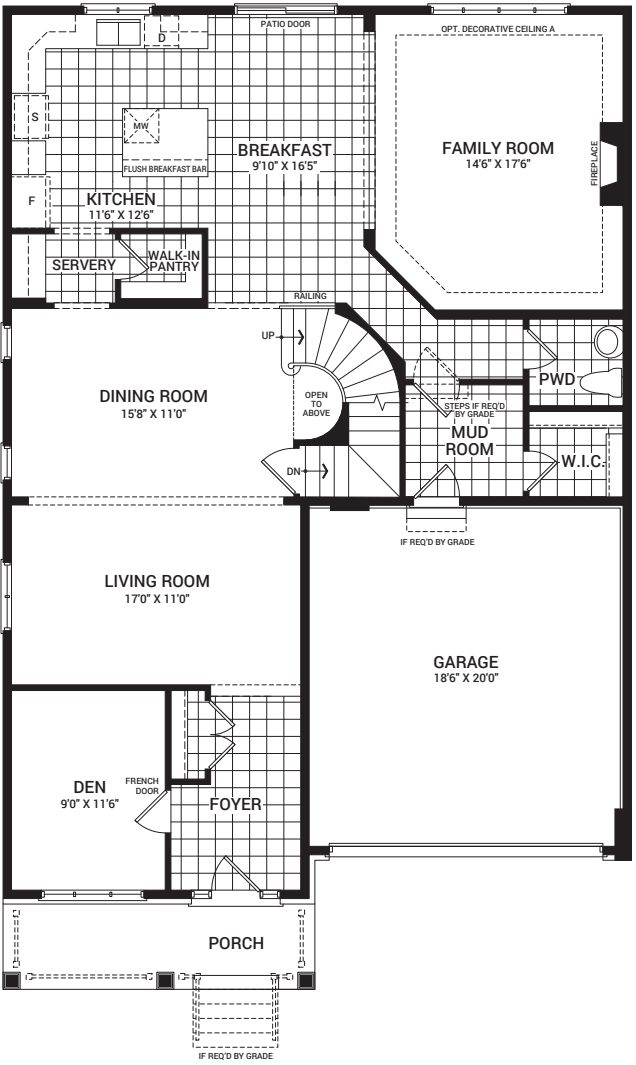 PATIO DOOR
OPT. DECORATIVE CEILING A
D
S
MW
BREAKFAST
9'10" X 16'5"
FAMILY ROOM
14'6" X 17'6"
FIREPLACE
FLUSH BREAKFAST BAR
F
KITCHEN
11'6" X 12'6"
SERVERY
WALK-IN
PANTRY
RAILING
UP
DINING ROOM
15'8" X 11'0"
OPEN
TO
ABOVE
PWD
STEPS IF REQ'D
BY GRADE
MUD
ROOM
W.I.C.
DN
IF REQ'D BY GRADE
LIVING ROOM
17'0" X 11'0"
GARAGE
18'6" X 20'0"
DEN
9'0" X 11'6"
FRENCH
DOOR
FOYER
PORCH
IF REQ'D BY GRADE